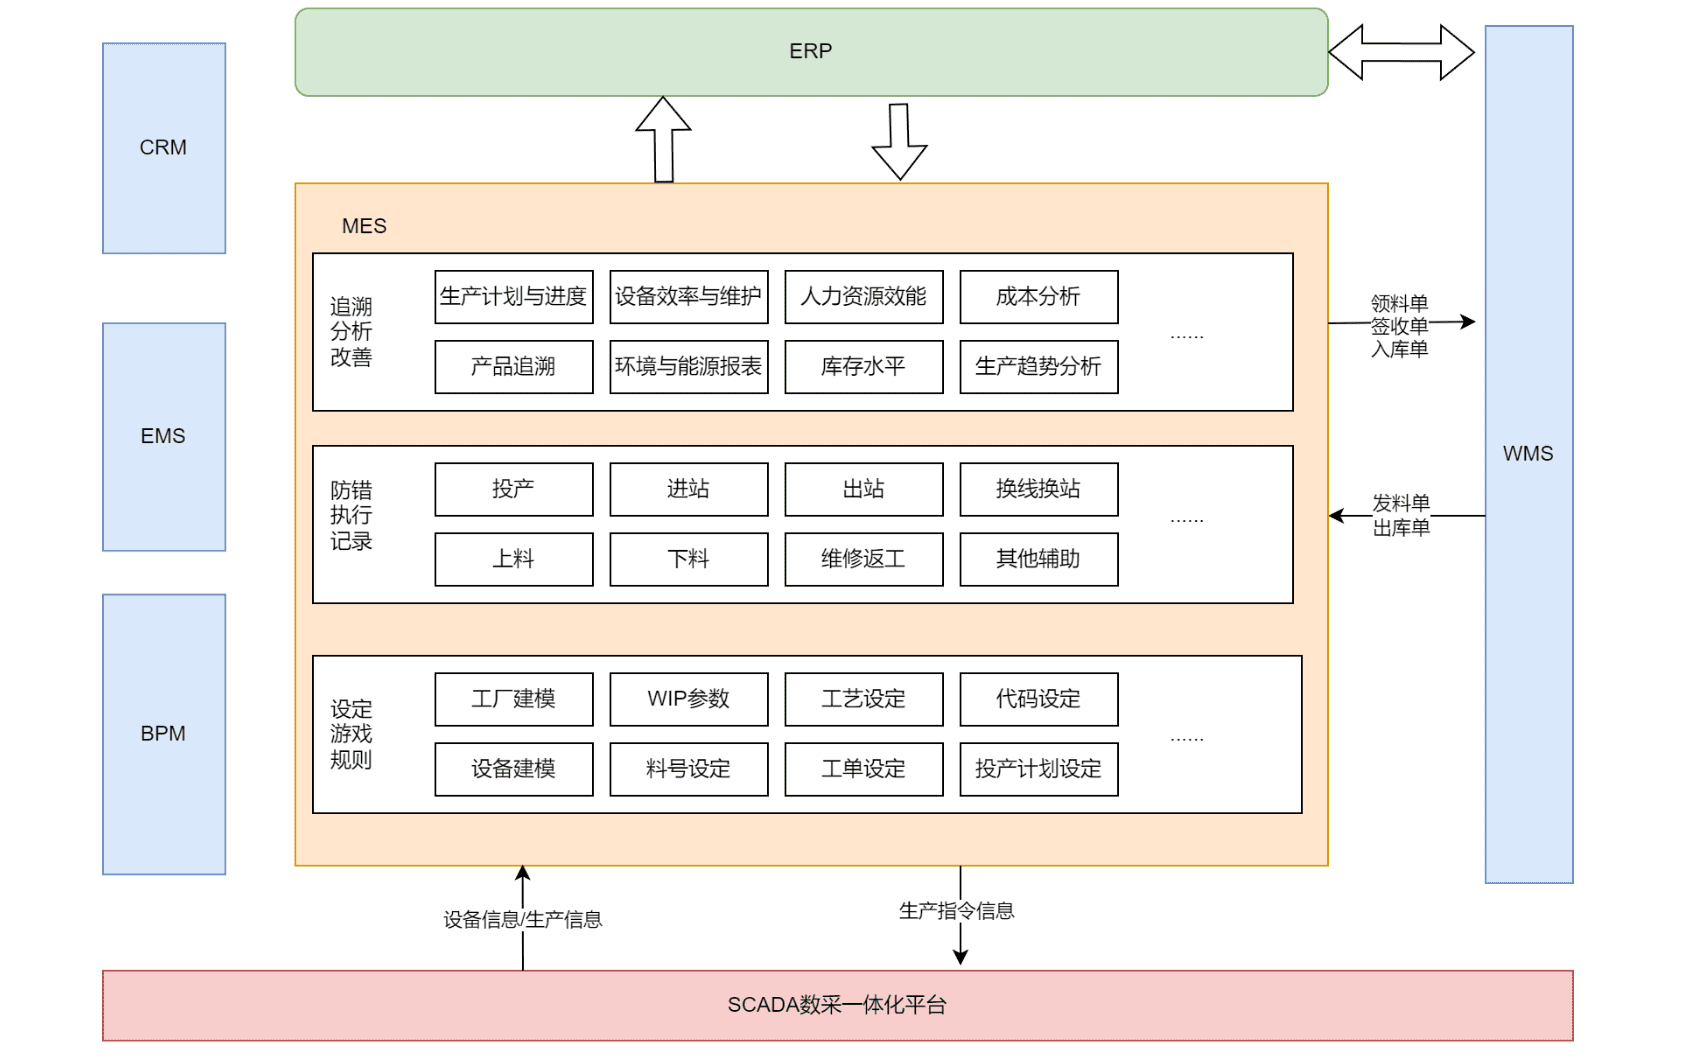 ERP
CRM
MES
追溯
分析
改善
生产计划与进度
设备效率与维护
人力资源效能
成本分析
产品追溯
环境与能源报表
库存水平
生产趋势分析
......
领料单
签收单
入库单
EMS
防错
执行
记录
投产
进站
出站
换线换站
上料
下料
维修返工
其他辅助
......
WMS
发料单
出库单
BPM
设定
游戏
规则
工厂建模
WIP参数
工艺设定
代码设定
设备建模
料号设定
工单设定
投产计划设定
......
设备信息/生产信息
生产指令信息
SCADA数采一体化平台